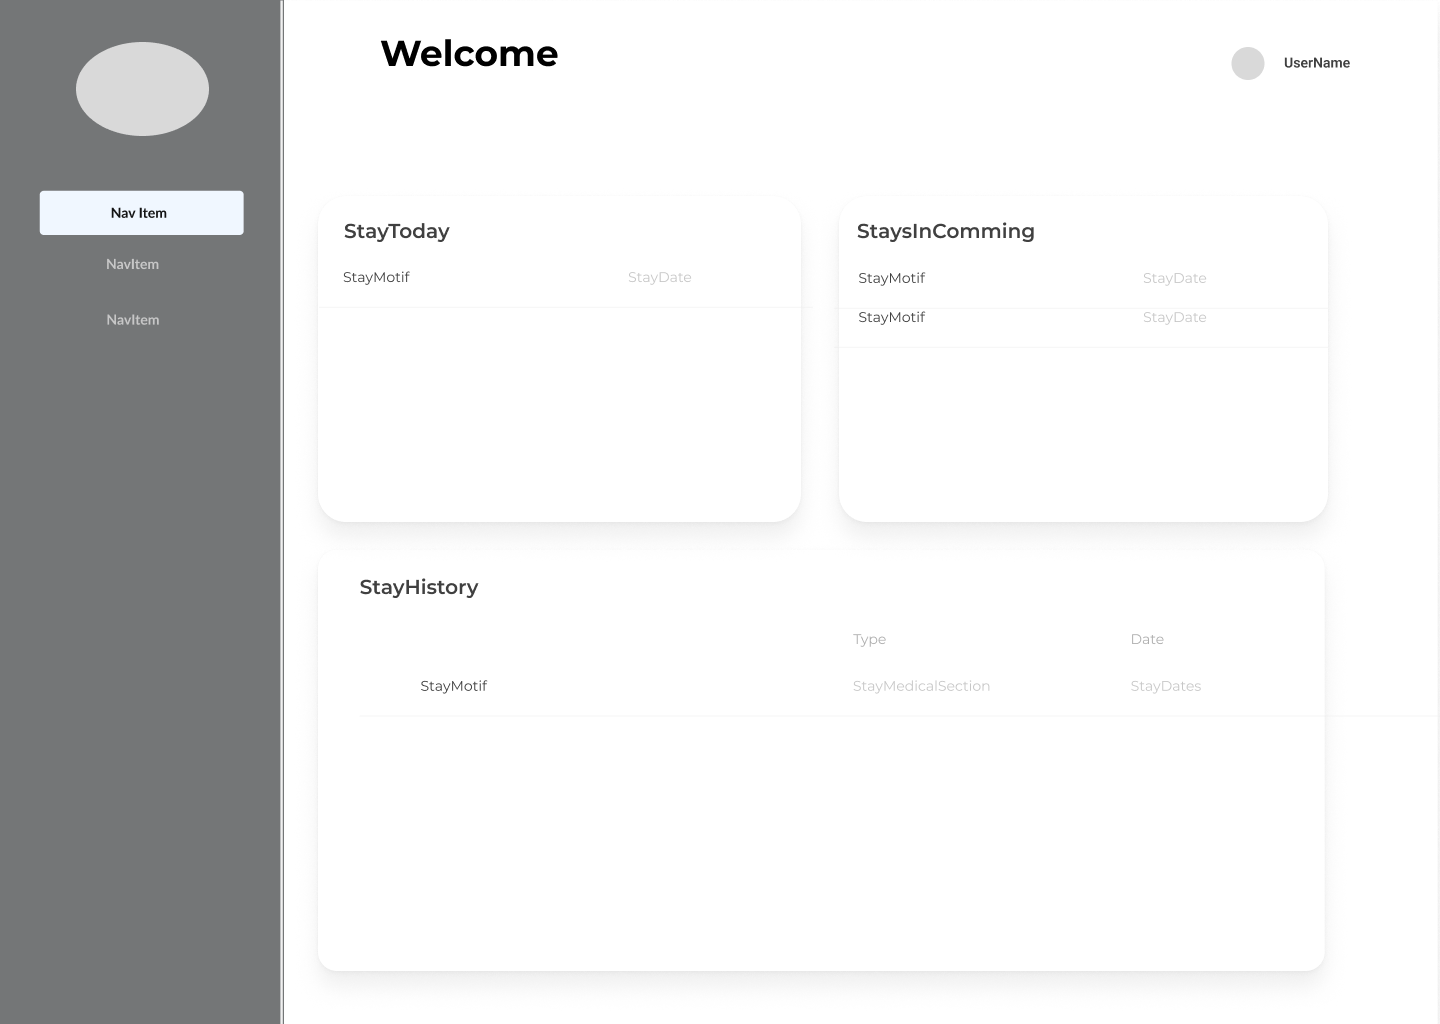 Welcome
UserName
Nav Item
NavItem
NavItem
StayToday
StayMotif StayDate
StaysInComming
StayMotif StayDate
StayMotif StayDate
StayHistory
Type Date
StayMotif StayMedicalSection StayDates